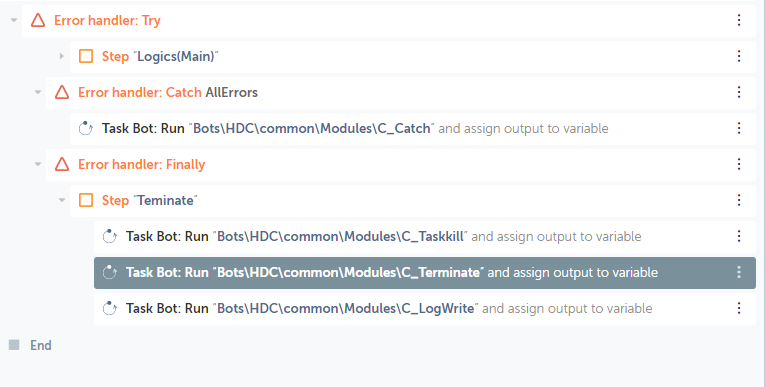 Error handler: Try
Step "Logics(Main)"
Error handler: Catch AllErrors
Task Bot: Run "Bots\HDC\common\Modules\C_Catch" and assign output to variable
Error handler: Finally
Step "Teminate"
Task Bot: Run "Bots\HDC\common\Modules\C_Taskkill" and assign output to variable
Task Bot: Run "Bots\HDC\common\Modules\C_Terminate" and assign output to variable
Task Bot: Run "Bots\HDC\common\Modules\C_LogWrite" and assign output to variable
End